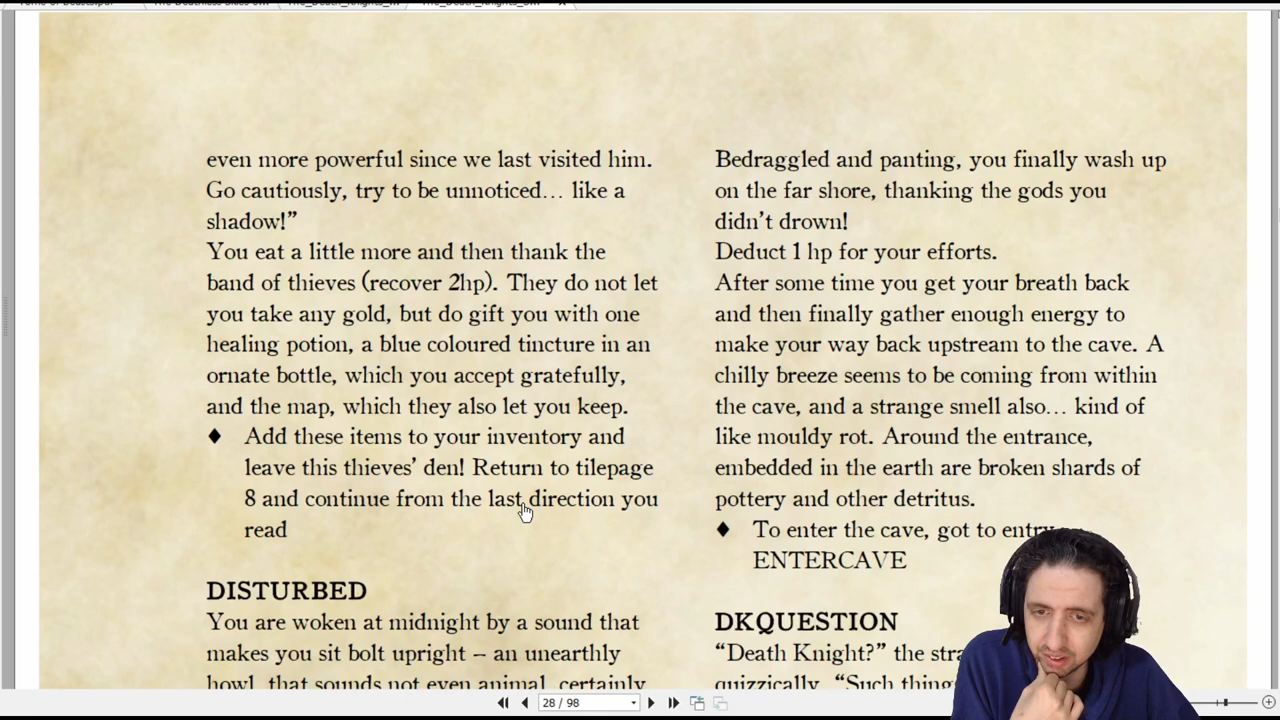 even more powerful since we last visited him.
Go cautiously, try to be unnoticed… like a
shadow!”
You eat a little more and then thank the
band of thieves (recover 2hp). They do not let
you take any gold, but do gift you with one
healing potion, a blue coloured tincture in an
ornate bottle, which you accept gratefully,
and the map, which they also let you keep.
♦ Add these items to your inventory and
leave this thieves’ den! Return to tilepage
8 and continue from the last direction you
read
DISTURBED
You are woken at midnight by a sound that
makes you sit bolt upright – an unearthly
howl, that sounds not even animal, certainly
Bedraggled and panting, you finally wash up
on the far shore, thanking the gods you
didn’t drown!
Deduct 1 hp for your efforts.
After some time you get your breath back
and then finally gather enough energy to
make your way back upstream to the cave. A
chilly breeze seems to be coming from within
the cave, and a strange smell also… kind of
like mouldy rot. Around the entrance,
embedded in the earth are broken shards of
pottery and other detritus.
♦ To enter the cave, got to entry
ENTERCAVE
DKQUESTION
“Death Knight?” the
quizzically. “Such
28 / 98